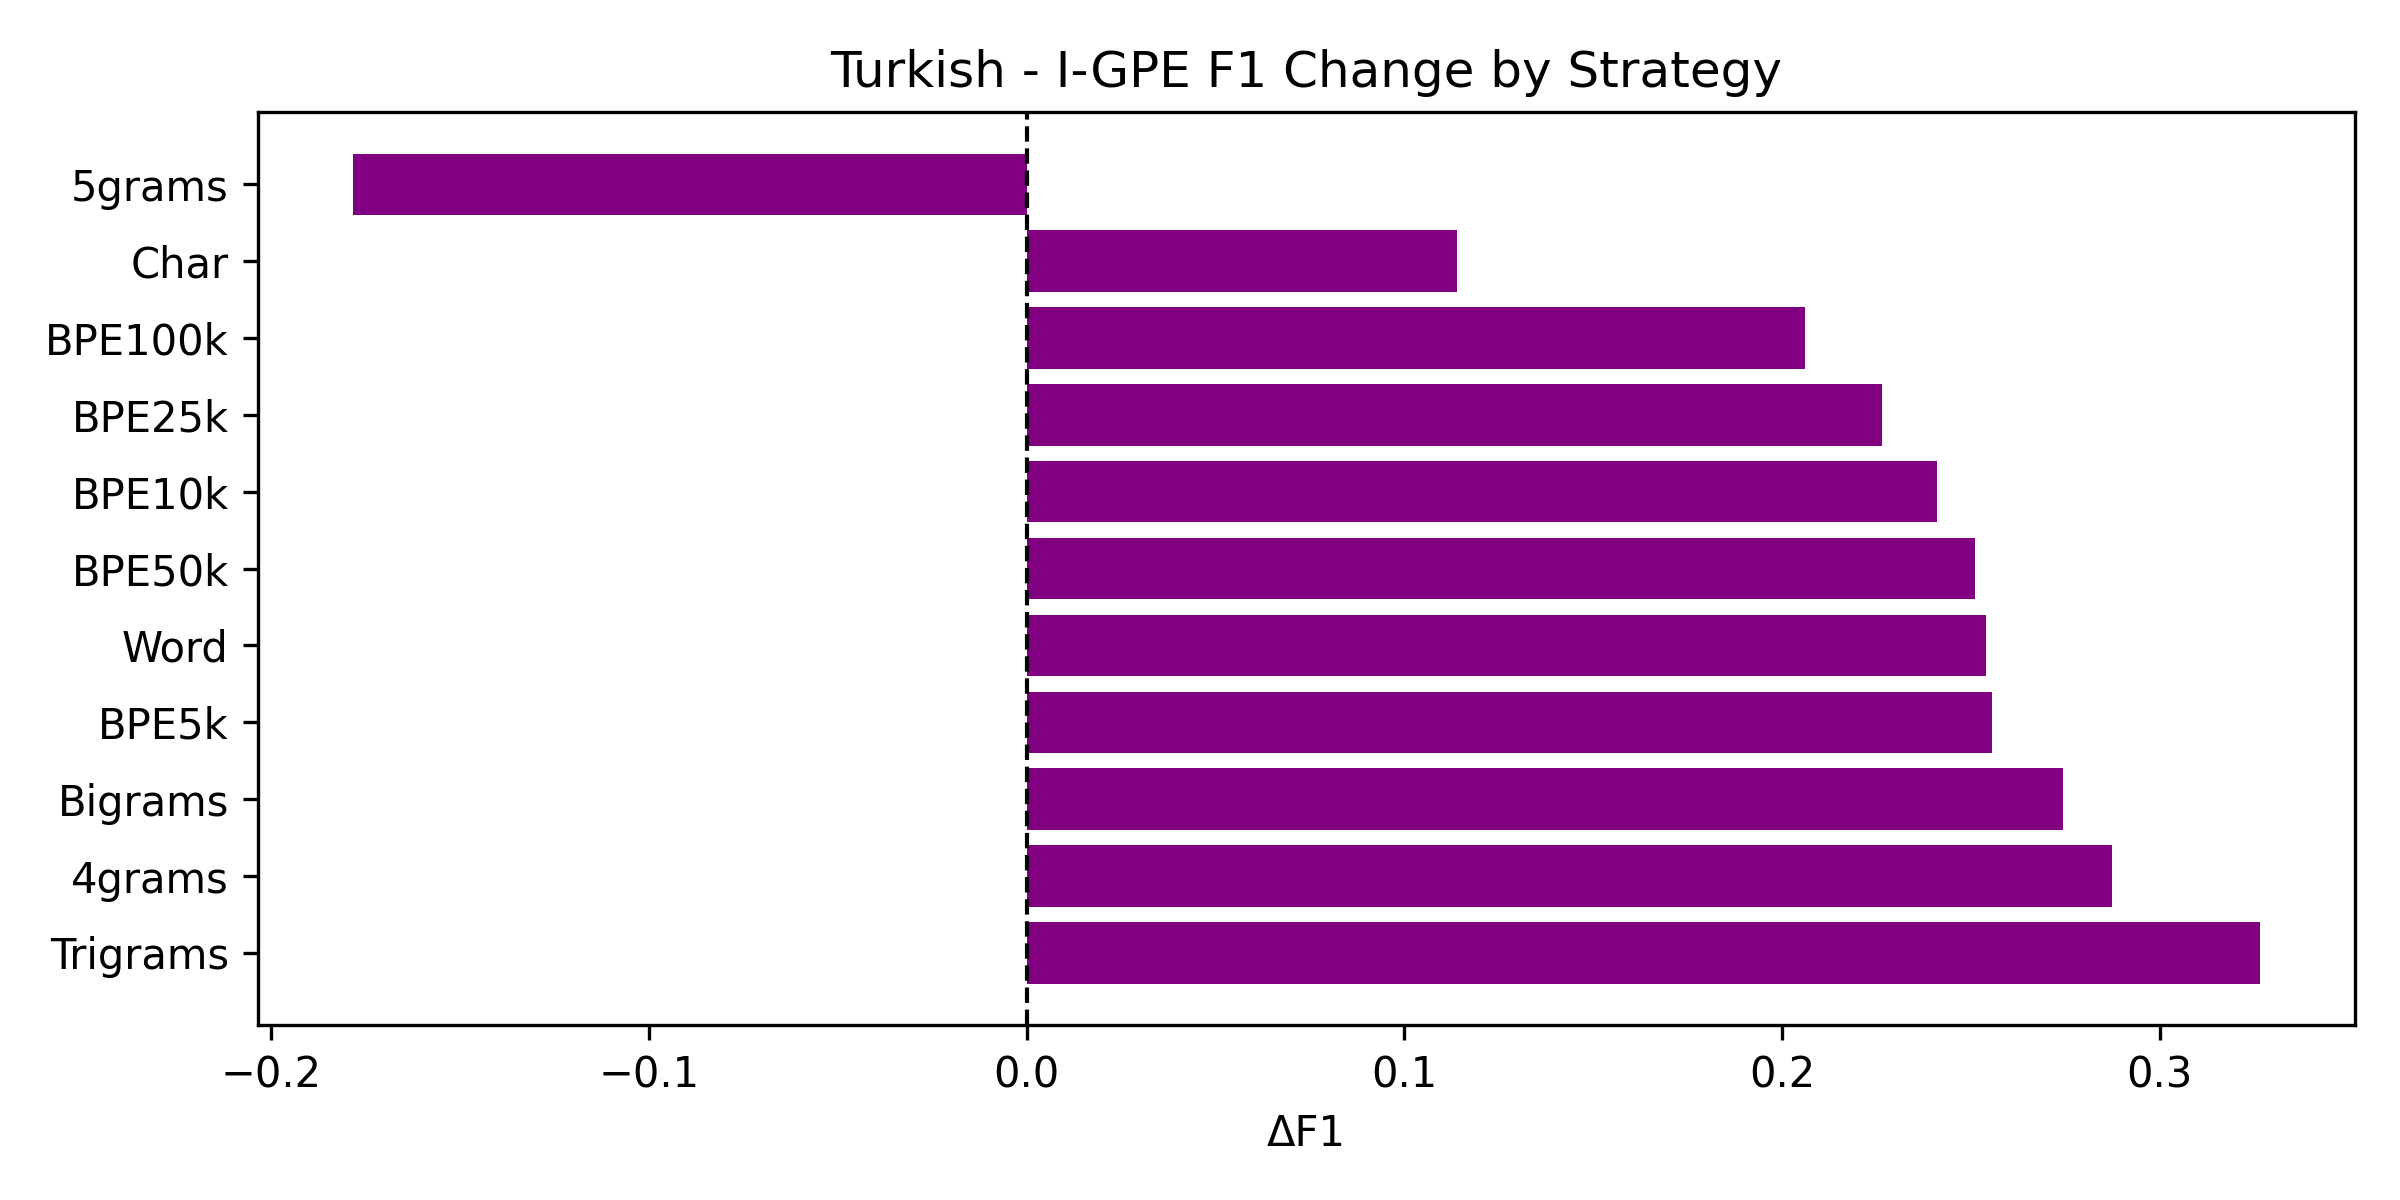 Turkish - I-GPE F1 Change by Strategy
5grams
Char
BPE100k
BPE25k
BPE10k
BPE50k
Word
BPE5k
Bigrams
4grams
Trigrams
−0.2 −0.1 0.0 0.1 0.2 0.3
ΔF1